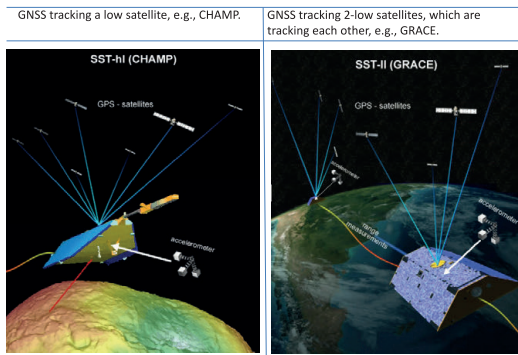 GNSS tracking a low satellite, e.g., CHAMP.
GNSS tracking 2-low satellites, which are
tracking each other, e.g., GRACE.
SST-hl (CHAMP)
GPS - satellites
accelerometer
SST-ll (GRACE)
GPS - satellites
accelerometer
range
measurements
accelerometer